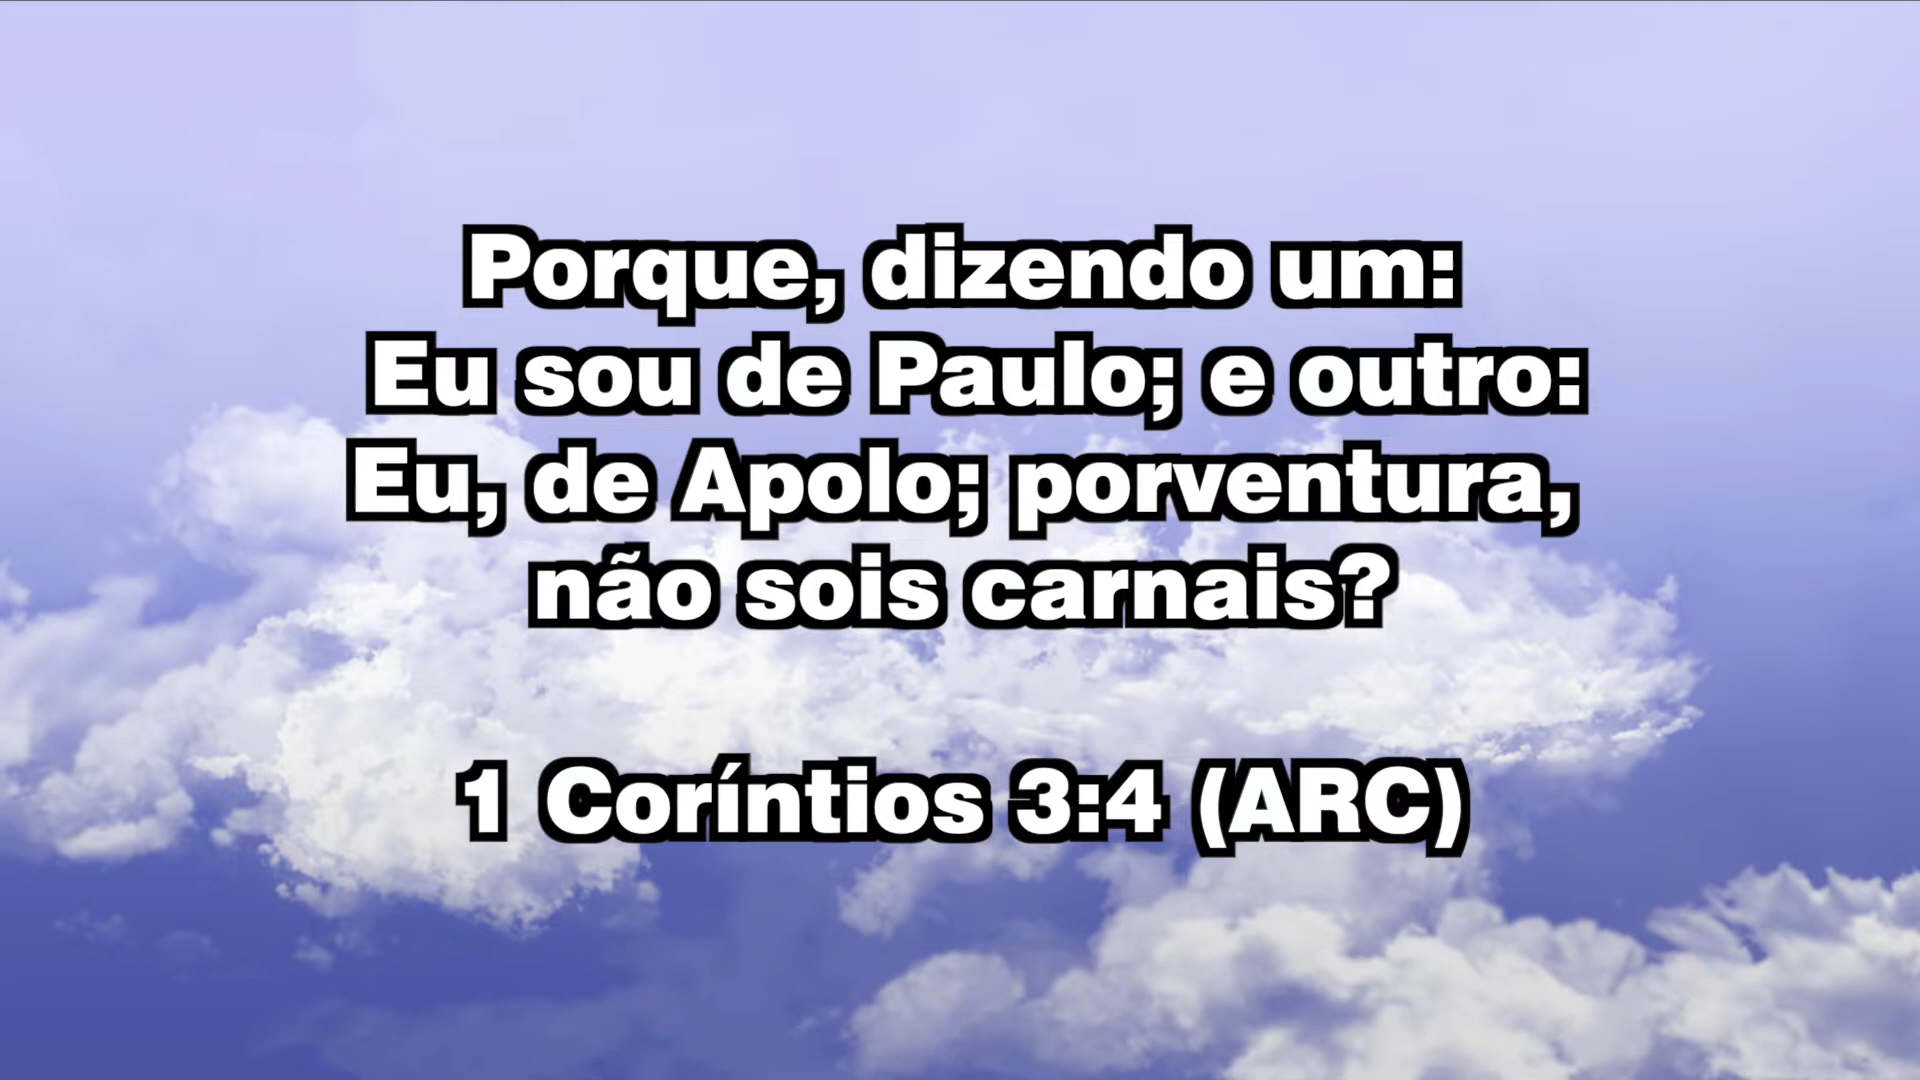 Porque, dizendo um:
Eu sou de Paulo; e outro:
Eu, de Apolo; porventura,
não sois carnais?
1 Coríntios 3:4 (ARC)